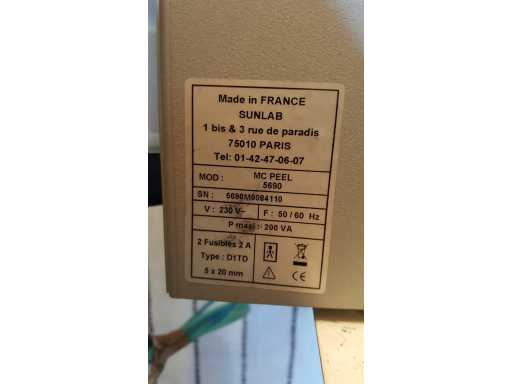 Made in FRANCE
SUNLAB
1 bis & 3 rue de paradis
75010 PARIS
Tel: 01-42-47-06-07
MOD : MC PEEL
5690
SN : 5690M0084110
V : 230 V~ F : 50 / 60 Hz
P maxi : 200 VA
2 Fusibles 2 A
Type : D1TD
5 x 20 mm
CE